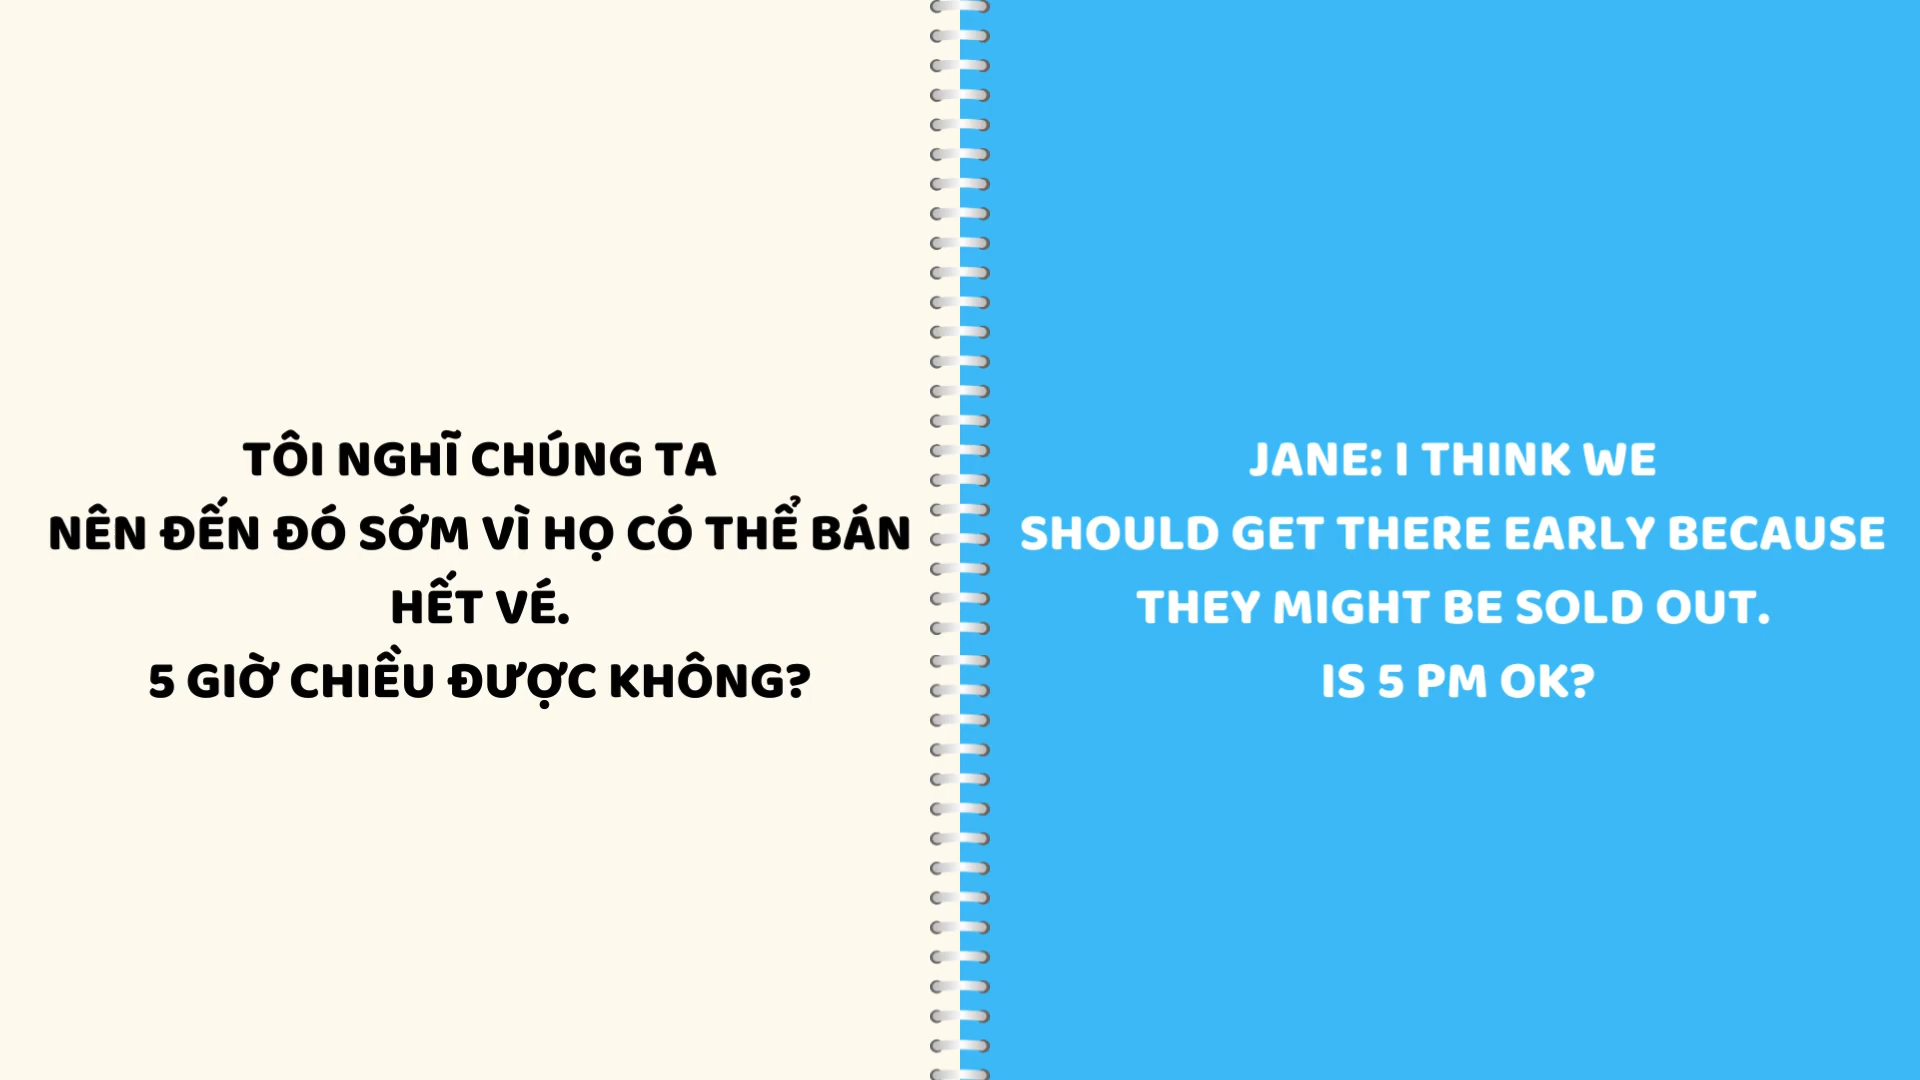 TÔI NGHĨ CHÚNG TA
NÊN ĐẾN ĐÓ SỚM VÌ HỌ CÓ THỂ BÁN
HẾT VÉ.
5 GIỜ CHIỀU ĐƯỢC KHÔNG?
JANE: I THINK WE
SHOULD GET THERE EARLY BECAUSE
THEY MIGHT BE SOLD OUT.
IS 5 PM OK?